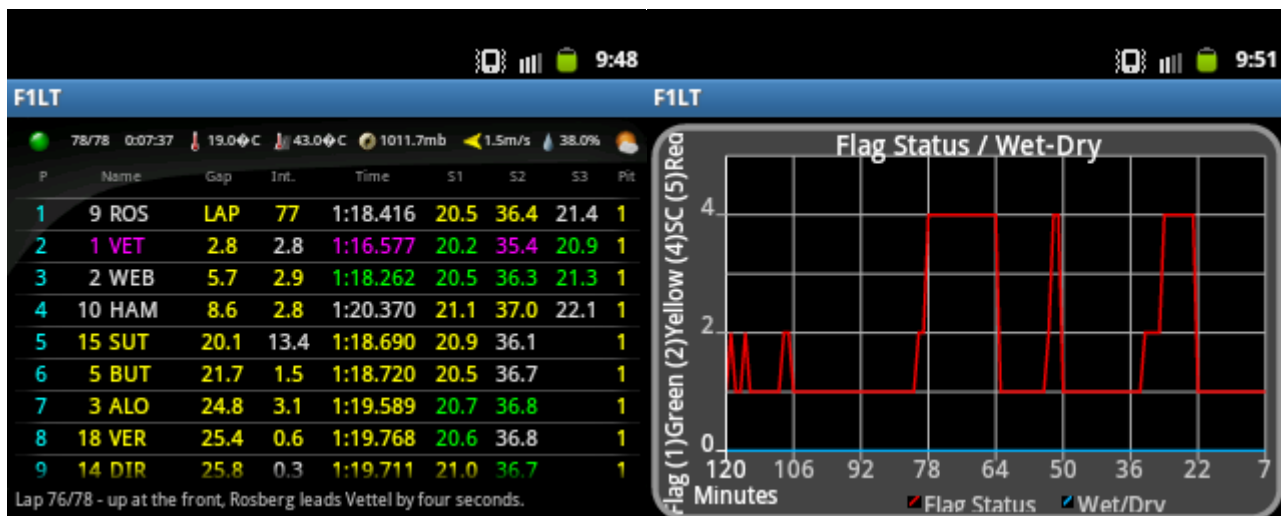 9:48
F1LT
78/78 0:07:37 19.0�C 43.0�C 1011.7mb 1.5m/s 38.0%
P Name Gap Int. Time S1 S2 S3 Pit
1 9 ROS LAP 77 1:18.416 20.5 36.4 21.4 1
2 1 VET 2.8 2.8 1:16.577 20.2 35.4 20.9 1
3 2 WEB 5.7 2.9 1:18.262 20.5 36.3 21.3 1
4 10 HAM 8.6 2.8 1:20.370 21.1 37.0 22.1 1
5 15 SUT 20.1 13.4 1:18.690 20.9 36.1 1
6 5 BUT 21.7 1.5 1:18.720 20.5 36.7 1
7 3 ALO 24.8 3.1 1:19.589 20.7 36.8 1
8 18 VER 25.4 0.6 1:19.768 20.6 36.8 1
9 14 DIR 25.8 0.3 1:19.711 21.0 36.7 1
Lap 76/78 - up at the front, Rosberg leads Vettel by four seconds.
9:51
F1LT
Flag Status / Wet-Dry
Flag (1)Green (2)Yellow (4)SC (5)Red
4
2
0
120 106 92 78 64 50 36 22 7
Minutes
Flag Status Wet/Dry